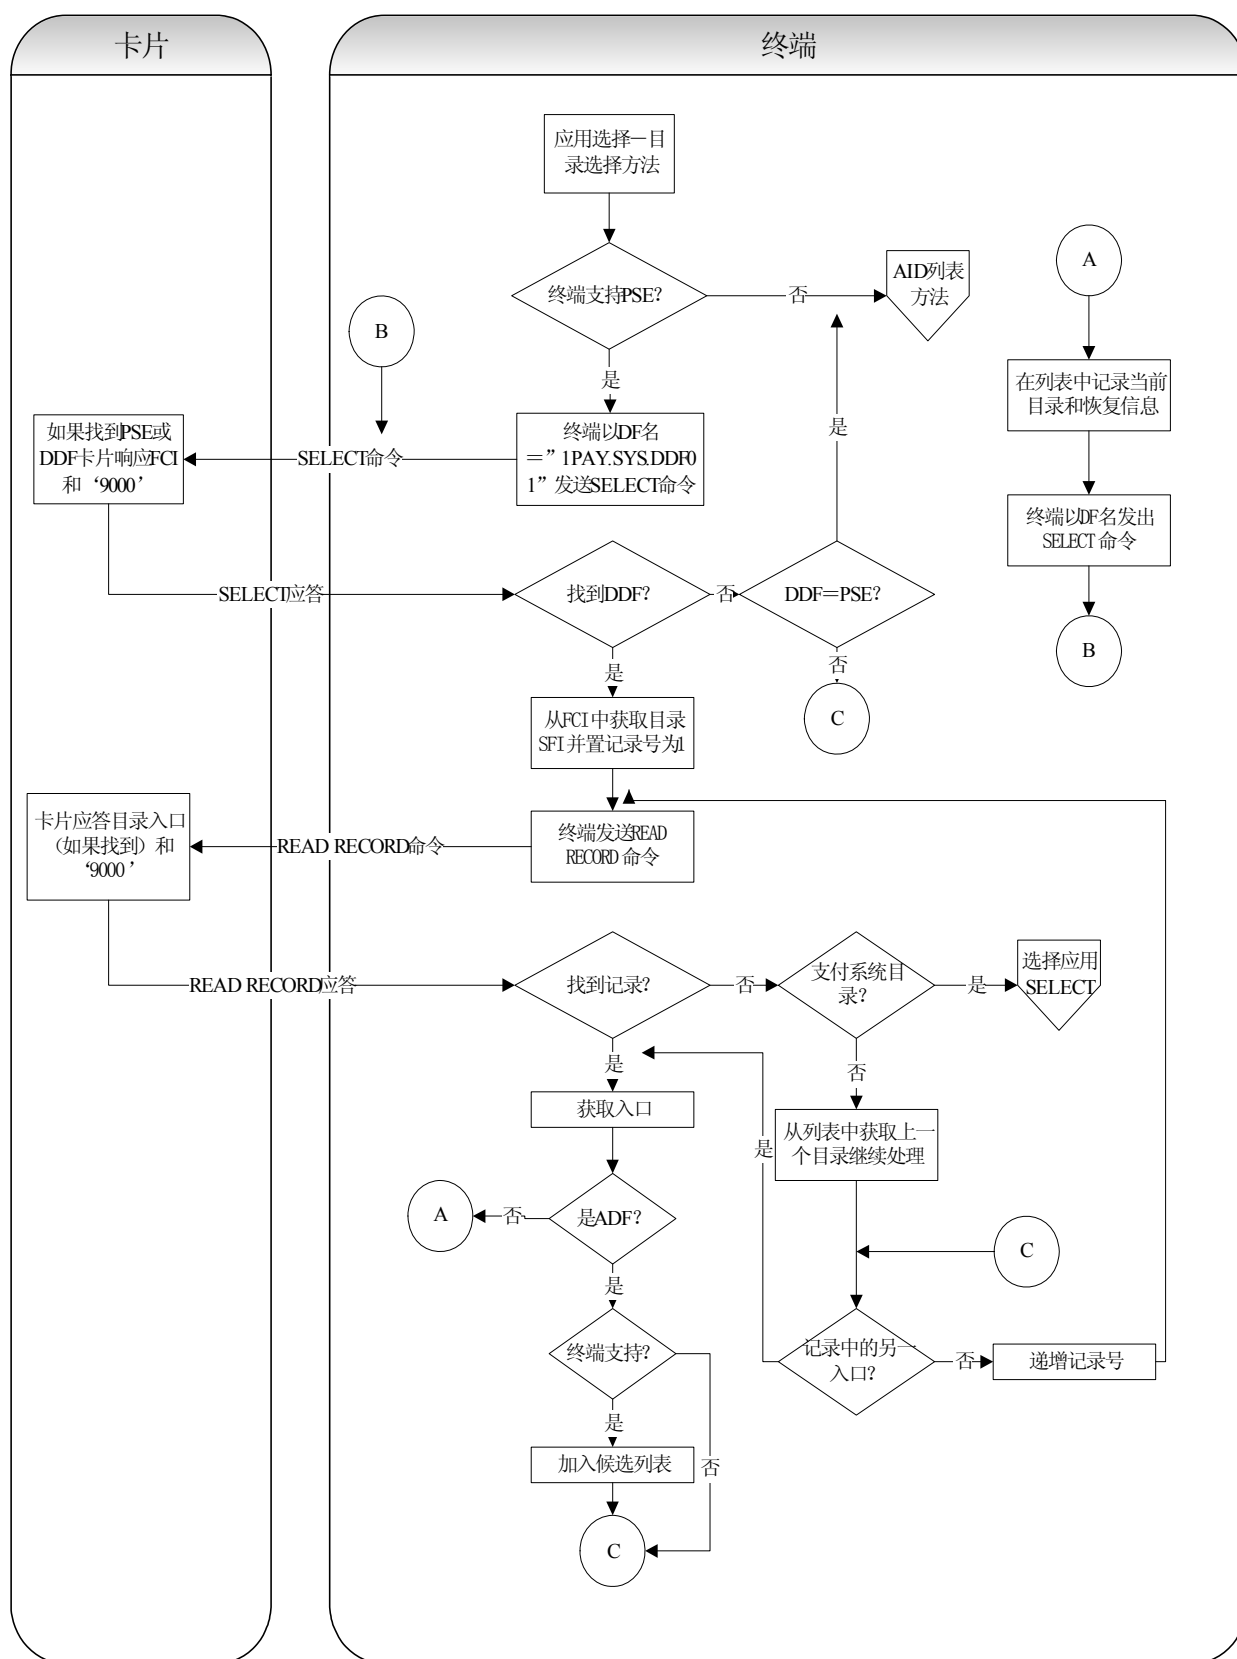 卡片
终端
应用选择—目
录选择方法
终端支持PSE?
否
AID列表
方法
A
B
是
是
在列表中记录当前
目录和恢复信息
如果找到PSE或
DDF卡片响应FCI
和‘9000’
SELECT命令
终端以DF名
=”1PAY.SYS.DDF0
1”发送SELECT命令
终端以DF名发出
SELECT 命令
SELECT应答
找到DDF?
否
DDF=PSE?
B
是
否
C
从FCI中获取目录
SFI并置记录号为1
卡片应答目录入口
（如果找到）和
‘9000’
READ RECORD命令
终端发送READ
RECORD 命令
READ RECORD应答
找到记录?
否
支付系统目
录?
是
选择应用
SELECT
是
否
获取入口
是
从列表中获取上一
个目录继续处理
A
否
是ADF?
C
是
终端支持?
记录中的另一
入口?
否
递增记录号
是
加入候选列表
否
C